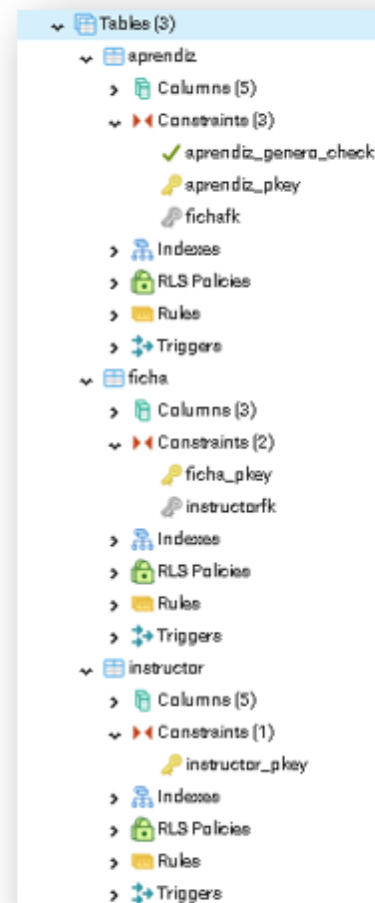 Tables (3)
aprendiz
Columns (5)
Constraints (3)
aprendiz_genero_check
aprendiz_pkey
fichafk
Indexes
RLS Policies
Rules
Triggers
ficha
Columns (3)
Constraints (2)
ficha_pkey
instructorfk
Indexes
RLS Policies
Rules
Triggers
instructor
Columns (5)
Constraints (1)
instructor_pkey
Indexes
RLS Policies
Rules
Triggers